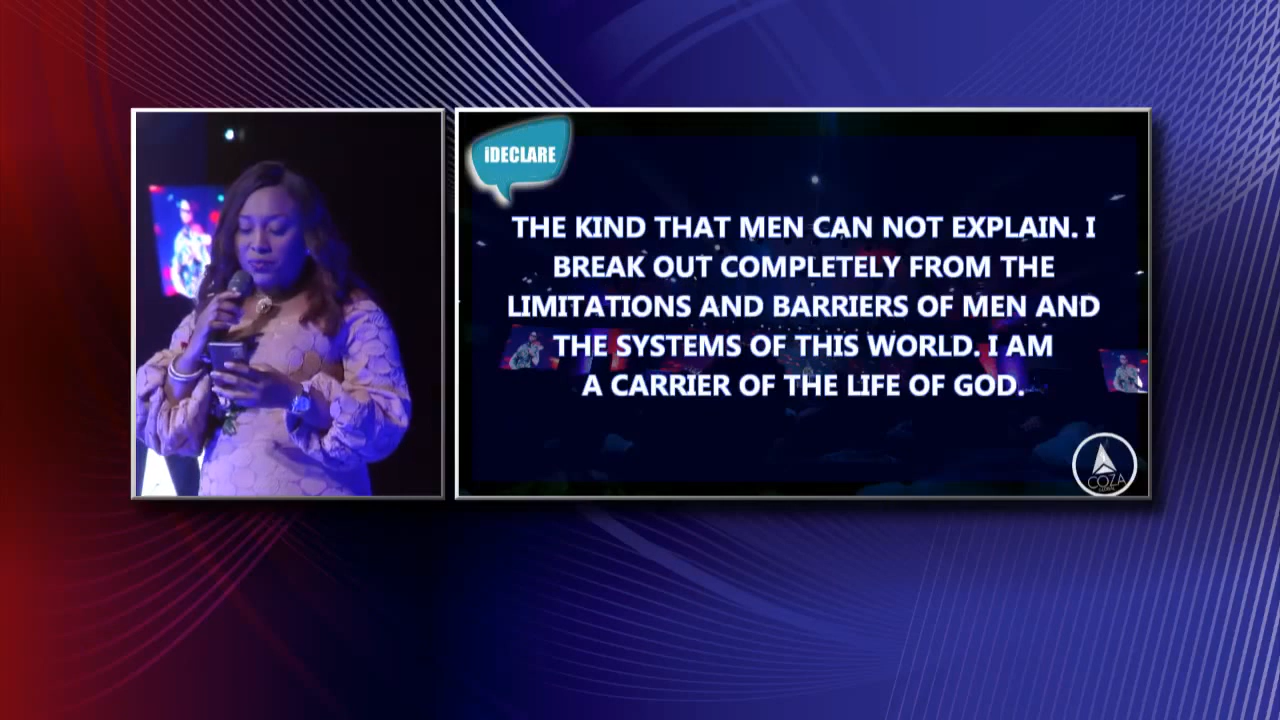 iDECLARE
THE KIND THAT MEN CAN NOT EXPLAIN. I
BREAK OUT COMPLETELY FROM THE
LIMITATIONS AND BARRIERS OF MEN AND
THE SYSTEMS OF THIS WORLD. I AM
A CARRIER OF THE LIFE OF GOD.
COZA
GLOBAL